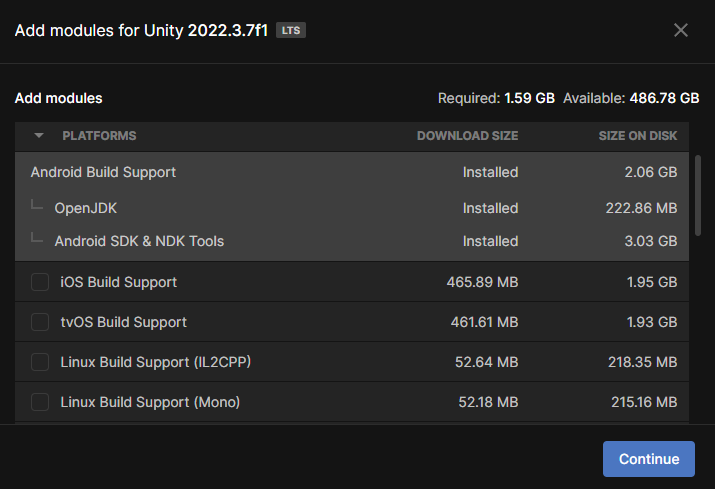 Add modules for Unity 2022.3.7f1 LTS
Add modules Required: 1.59 GB Available: 486.78 GB
PLATFORMS DOWNLOAD SIZE SIZE ON DISK
Android Build Support Installed 2.06 GB
OpenJDK Installed 222.86 MB
Android SDK & NDK Tools Installed 3.03 GB
iOS Build Support 465.89 MB 1.95 GB
tvOS Build Support 461.61 MB 1.93 GB
Linux Build Support (IL2CPP) 52.64 MB 218.35 MB
Linux Build Support (Mono) 52.18 MB 215.16 MB
Continue